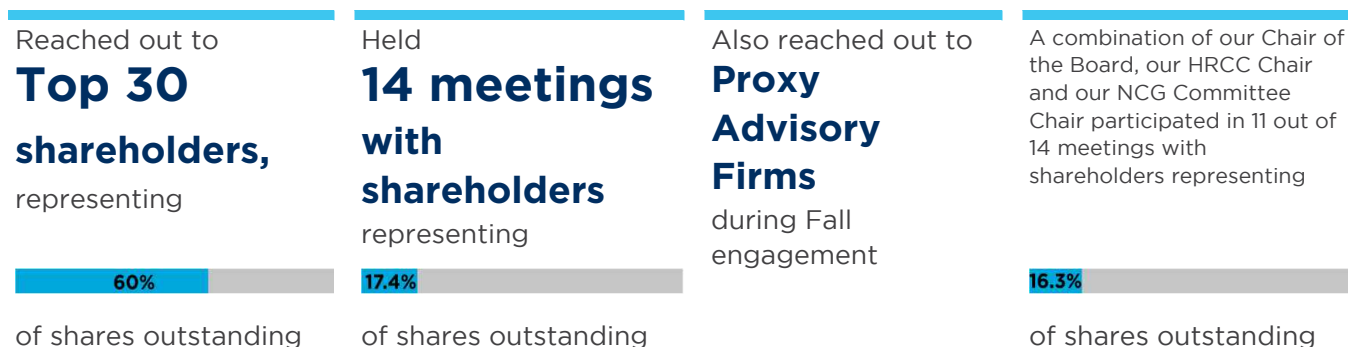 Reached out to
Top 30
shareholders,
representing
60%
of shares outstanding
Held
14 meetings
with
shareholders
representing
17.4%
of shares outstanding
Also reached out to
Proxy
Advisory
Firms
during Fall
engagement
A combination of our Chair of
the Board, our HRCC Chair
and our NCG Committee
Chair participated in 11 out of
14 meetings with
shareholders representing
16.3%
of shares outstanding